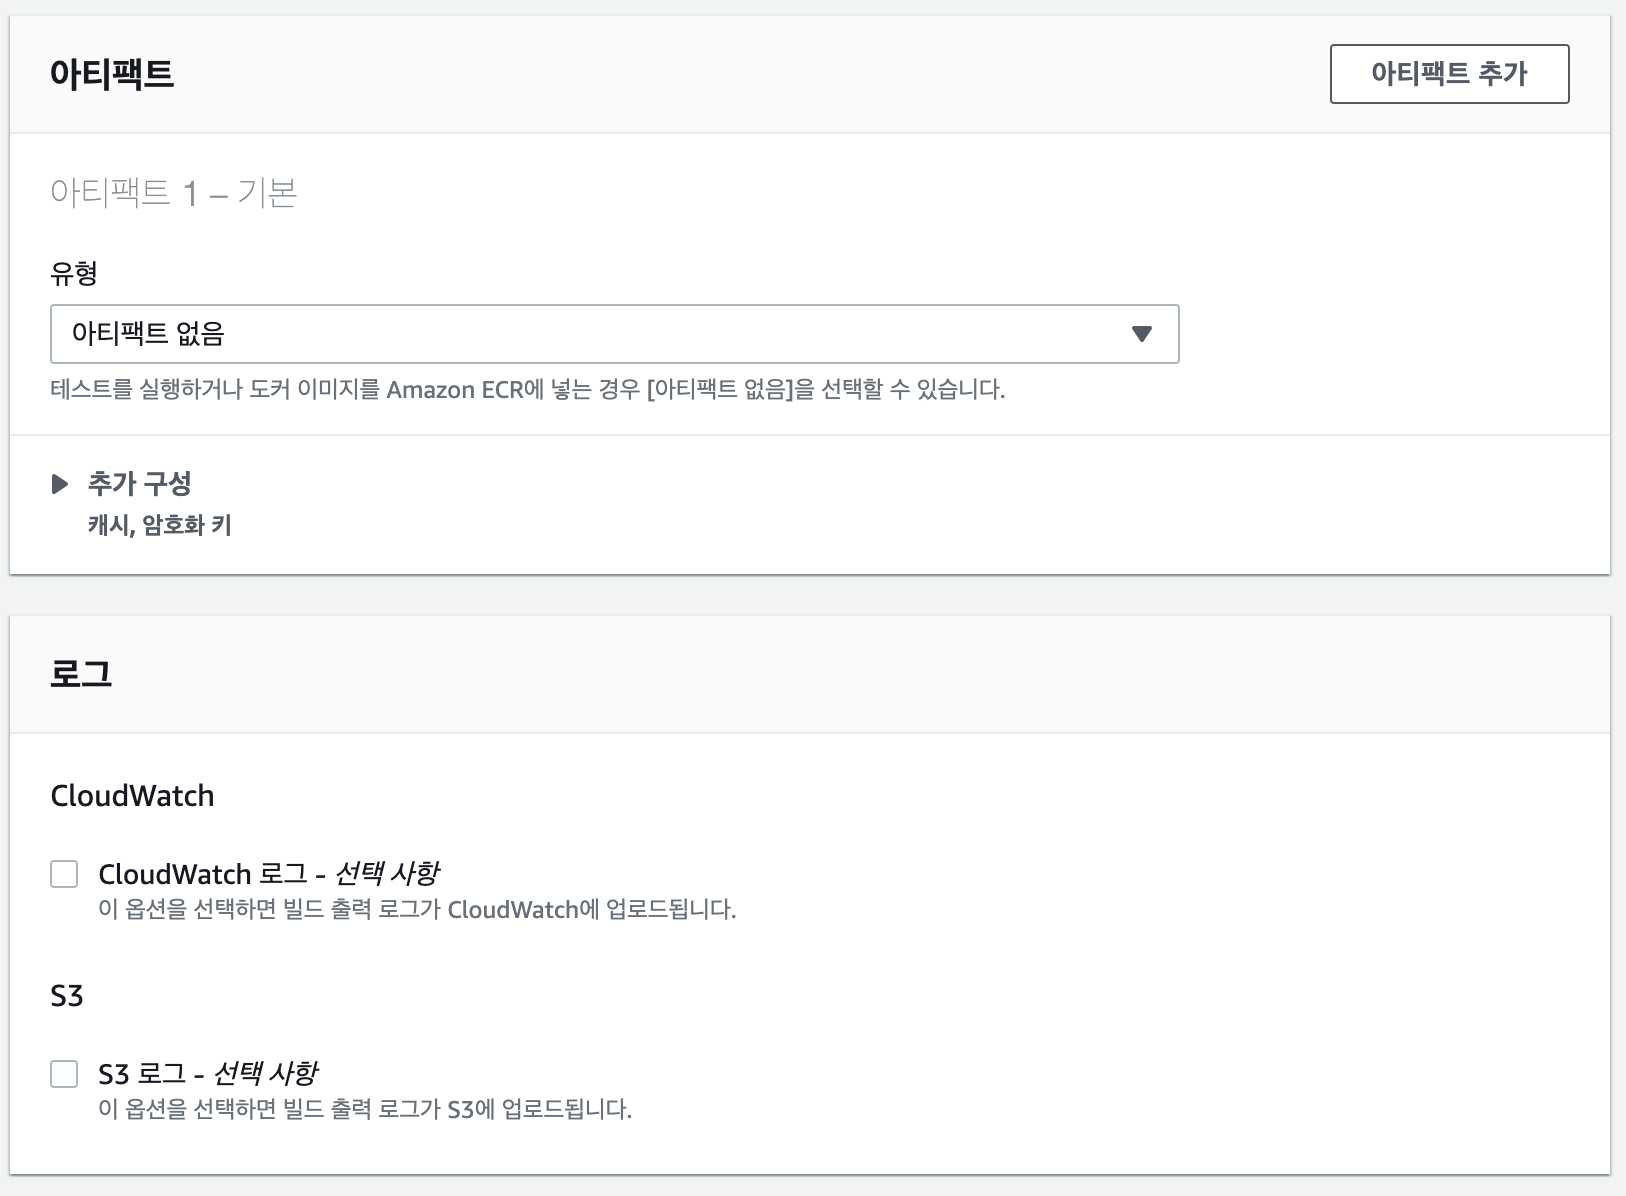 아티팩트
아티팩트 추가
아티팩트 1 – 기본
유형
아티팩트 없음
테스트를 실행하거나 도커 이미지를 Amazon ECR에 넣는 경우 [아티팩트 없음]을 선택할 수 있습니다.
추가 구성
캐시, 암호화 키
로그
CloudWatch
CloudWatch 로그 - 선택 사항
이 옵션을 선택하면 빌드 출력 로그가 CloudWatch에 업로드됩니다.
S3
S3 로그 - 선택 사항
이 옵션을 선택하면 빌드 출력 로그가 S3에 업로드됩니다.